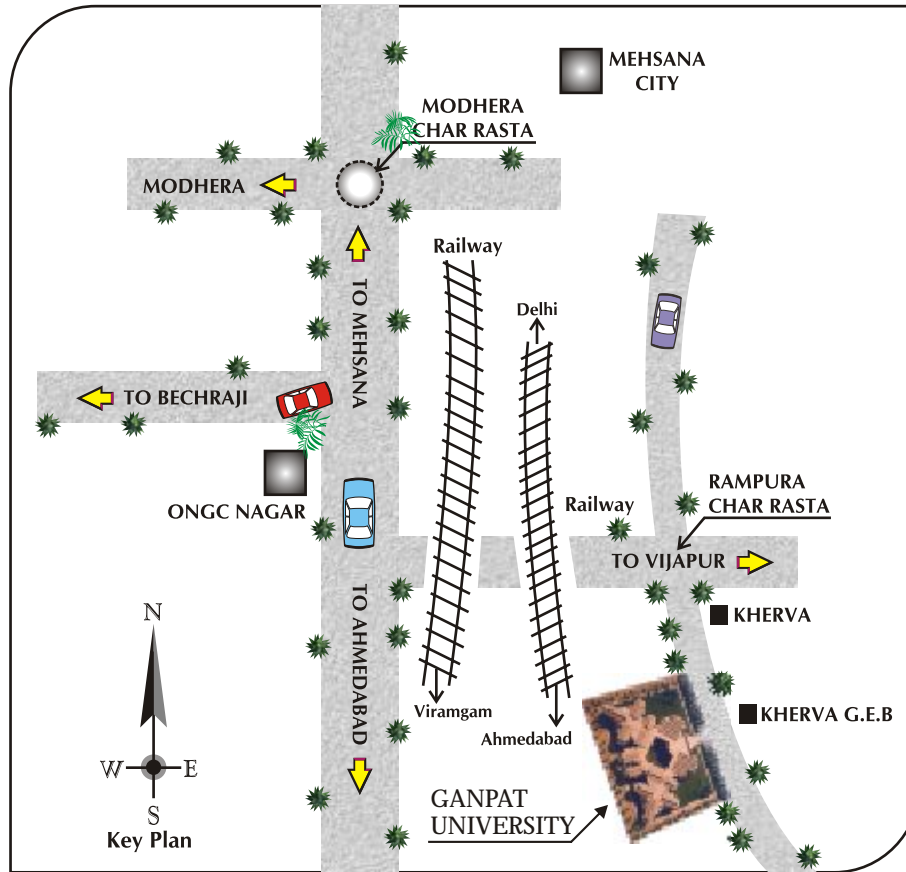 MEHSANA
CITY
MODHERA
CHAR RASTA
MODHERA
Railway
TO MEHSANA
Delhi
TO BECHRAJI
RAMPURA
CHAR RASTA
ONGC NAGAR
Railway
TO VIJAPUR
TO AHMEDABAD
N
KHERVA
W
E
S
Viramgam
KHERVA G.E.B
Ahmedabad
GANPAT
UNIVERSITY
Key Plan